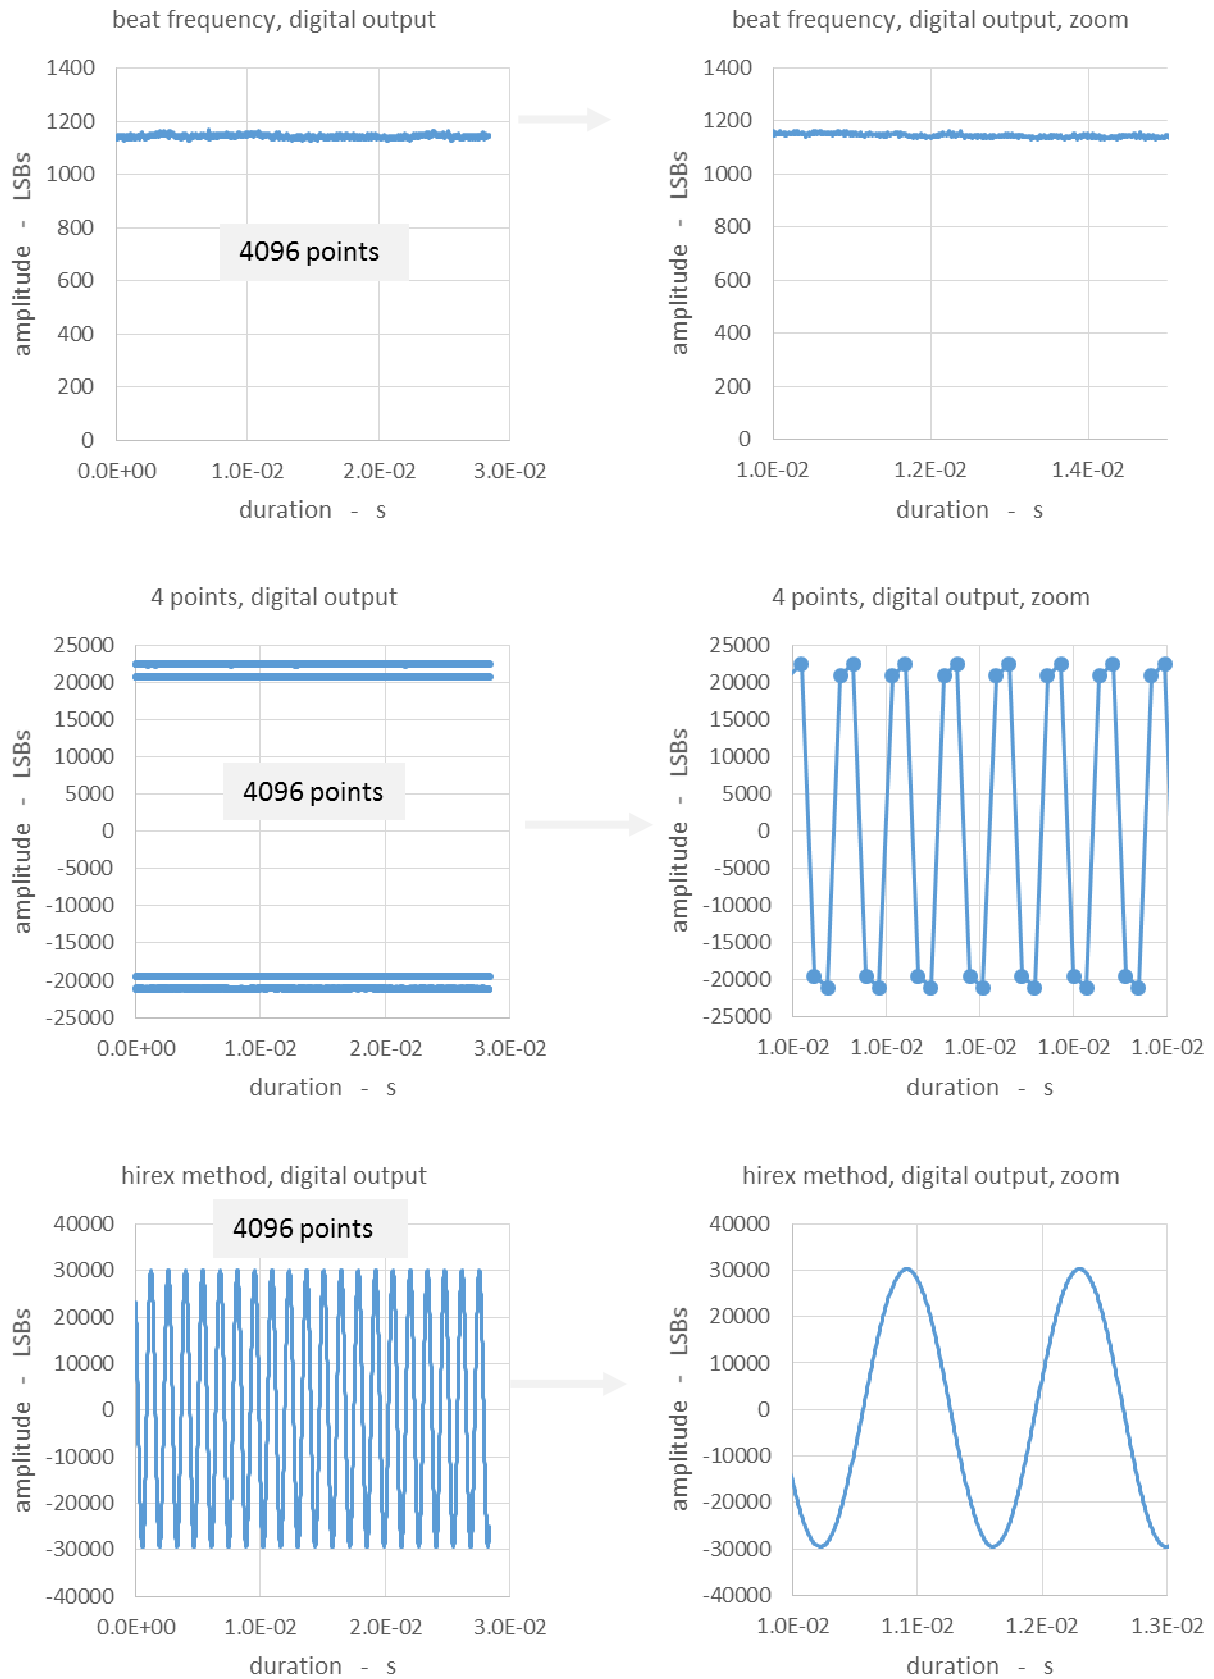 beat frequency, digital output
1400
1200
1000
800
600
400
200
0
amplitude - LSBs
4096 points
0.0E+00 1.0E-02 2.0E-02 3.0E-02
duration - s
beat frequency, digital output, zoom
1400
1200
1000
800
600
400
200
0
amplitude - LSBs
1.0E-02 1.2E-02 1.4E-02
duration - s
4 points, digital output
25000
20000
15000
10000
5000
0
-5000
-10000
-15000
-20000
-25000
amplitude - LSBs
4096 points
0.0E+00 1.0E-02 2.0E-02 3.0E-02
duration - s
4 points, digital output, zoom
25000
20000
15000
10000
5000
0
-5000
-10000
-15000
-20000
-25000
amplitude - LSBs
1.0E-02 1.0E-02 1.0E-02 1.0E-02 1.0E-02
duration - s
hirex method, digital output
4096 points
40000
30000
20000
10000
0
-10000
-20000
-30000
-40000
amplitude - LSBs
0.0E+00 1.0E-02 2.0E-02 3.0E-02
duration - s
hirex method, digital output, zoom
40000
30000
20000
10000
0
-10000
-20000
-30000
-40000
amplitude - LSBs
1.0E-02 1.1E-02 1.2E-02 1.3E-02
duration - s